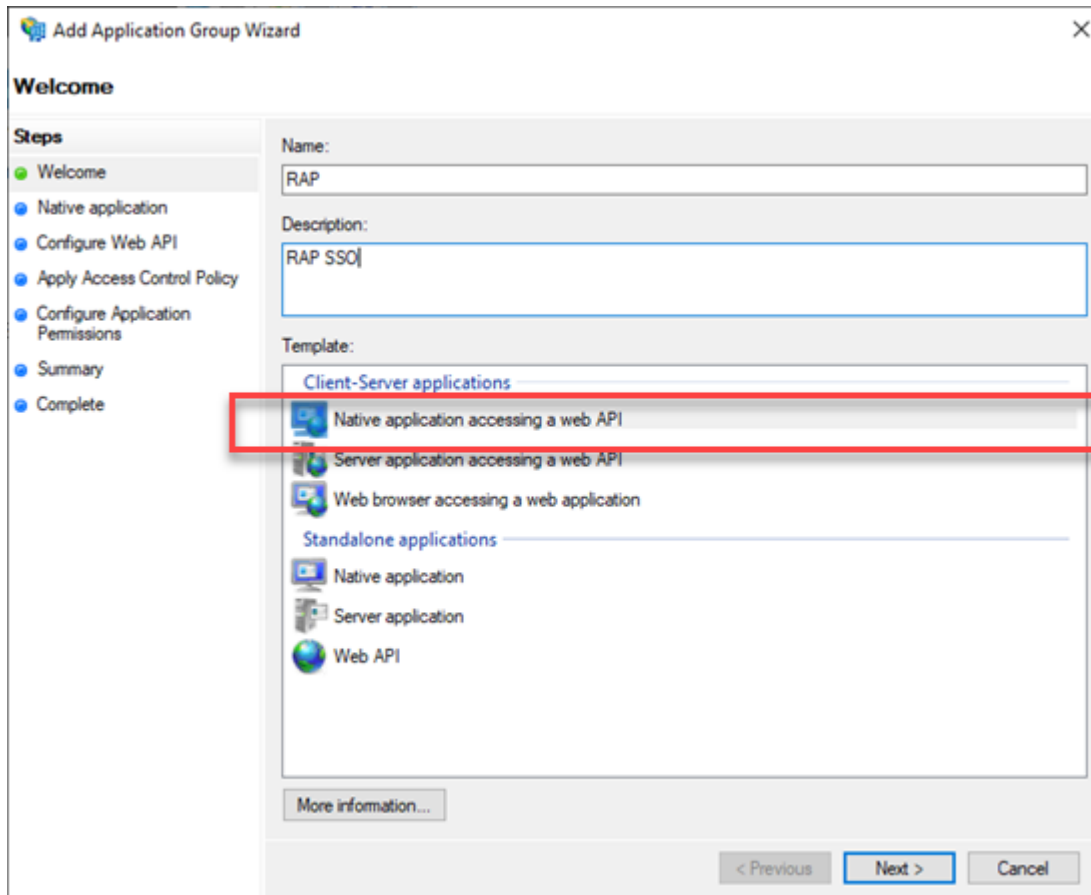 Add Application Group Wizard
Welcome
Steps
Welcome
Native application
Configure Web API
Apply Access Control Policy
Configure Application
Permissions
Summary
Complete
Name:
RAP
Description:
RAP SSO
Template:
Client-Server applications
Native application accessing a web API
Server application accessing a web API
Web browser accessing a web application
Standalone applications
Native application
Server application
Web API
More information...
< Previous
Next >
Cancel